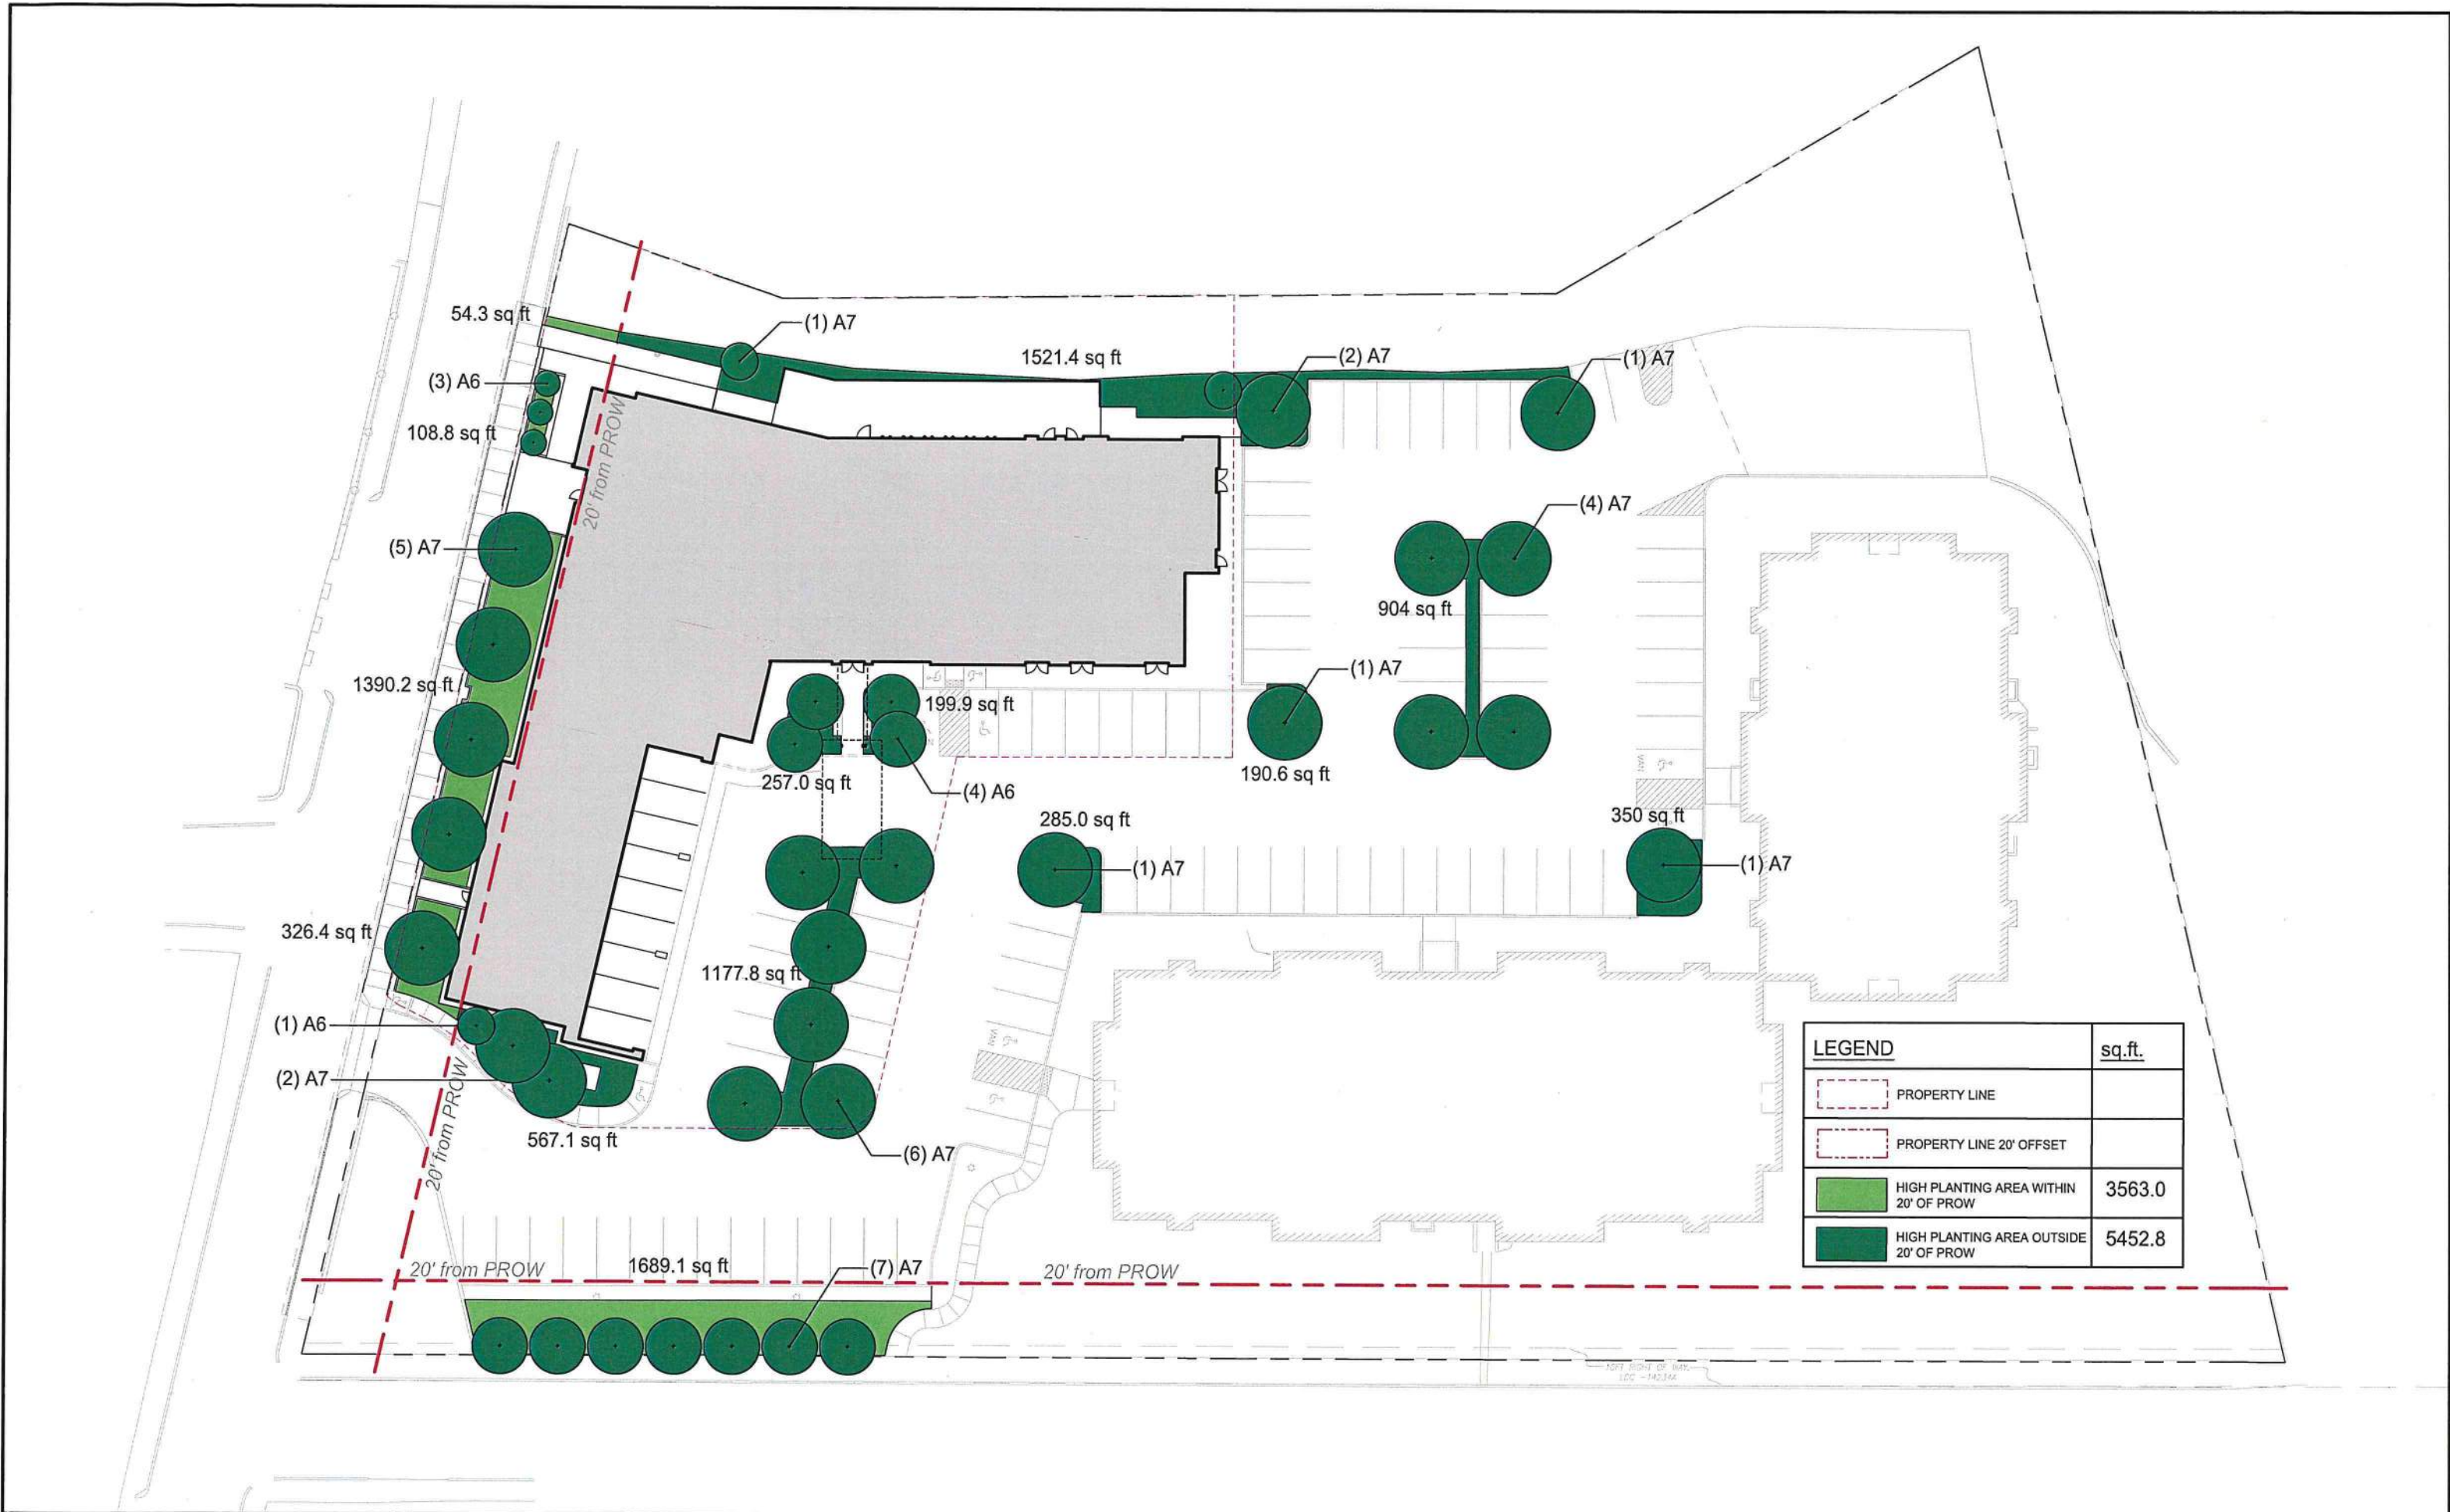 54.3 sq ft
(1) A7
1521.4 sq ft
(2) A7
(1) A7
(3) A6
108.8 sq ft
20' from PROW
(5) A7
(4) A7
904 sq ft
1390.2 sq ft
(1) A7
199.9 sq ft
257.0 sq ft
(4) A6
190.6 sq ft
VAN
285.0 sq ft
350 sq ft
(1) A7
(1) A7
326.4 sq ft
1177.8 sq ft
(1) A6
VAN
(2) A7
20' from PROW
567.1 sq ft
(6) A7
LEGEND sq.ft.
PROPERTY LINE
PROPERTY LINE 20' OFFSET
HIGH PLANTING AREA WITHIN 3563.0
20' OF PROW
HIGH PLANTING AREA OUTSIDE 5452.8
20' OF PROW
20' from PROW
1689.1 sq ft
(7) A7
20' from PROW